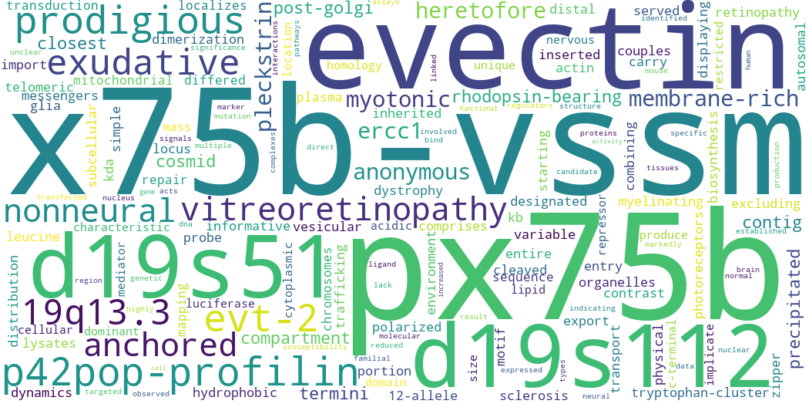 transduction localizes pleckstrin post-golgi heretofore distal served identified assays nervous retinopathy
prodigious dimerization unclear pathways significance interactions location homology unique inserted couples carry displaying restricted autosomal
closest import exudative evectin linked actin mouse human
telomeric mitochondrial differed plasma myotonic rhodopsin-bearing membrane-rich
messengers glia marker signals mutation inherited functional regulators structure
x75b-vssm
subcellular kda simple mass locus cosmid repair multiple gene acts nucleus transfected complexes direct ercc1 involved bind anonymous dystrophy starting candidate combining proteins activity specific tissues biosynthesis production
nonneural vitreoretinopathy designated kb myelinating excluding contig
characteristic dna informative vesicular acidic comprises repressor
leucine probe variable produce established
d19s51 px75b
distribution region mediator genetic cytoplasmic chromosomes trafficking ligand lack environment increased entire cleaved sequence lipid entry organelles contrast markedly photoreceptors brain normal precipitated
19q13.3 highly mapping luciferase evt-2 polarized export indicating
cellular dominant compartment molecular reduced result motif size d19s112
lysates anchored susceptibility familial portion domain transport physical c-terminal implicate nuclear data zipper
p42pop-profilin expressed types
dynamics targeted observed cell hydrophobic termini 12-allele sclerosis neural tryptophan-cluster